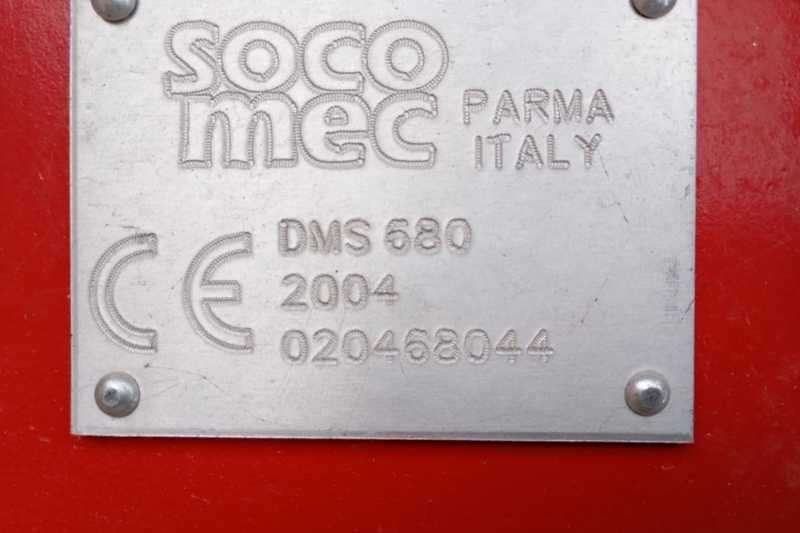 SOCO
mec
PARMA
ITALY
CE
DMS 680
2004
020468044